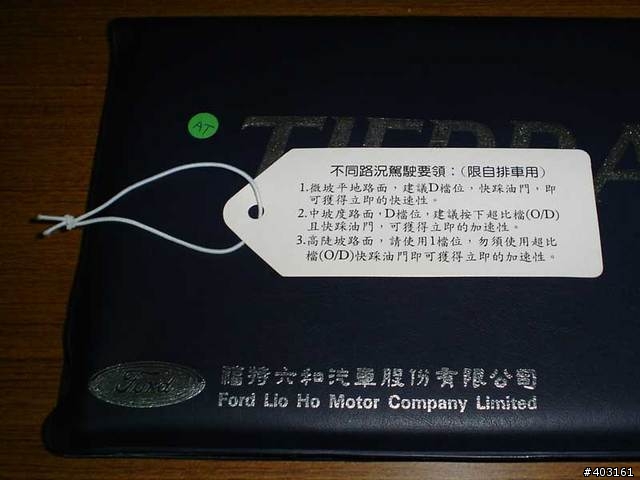 AT
TIERRA
不同路況駕駛要領：(限自排車用)
1.微坡平地路面，建議D檔位，快踩油門，即
可獲得立即的快速性。
2.中坡度路面，D檔位，建議按下超比檔(O/D)
且快踩油門，可獲得立即的加速性。
3.高陡坡路面，請使用1檔位，勿須使用超比
檔(O/D)快踩油門即可獲得立即的加速性。
Ford
福特六和汽車股份有限公司
Ford Lio Ho Motor Company Limited
#403161